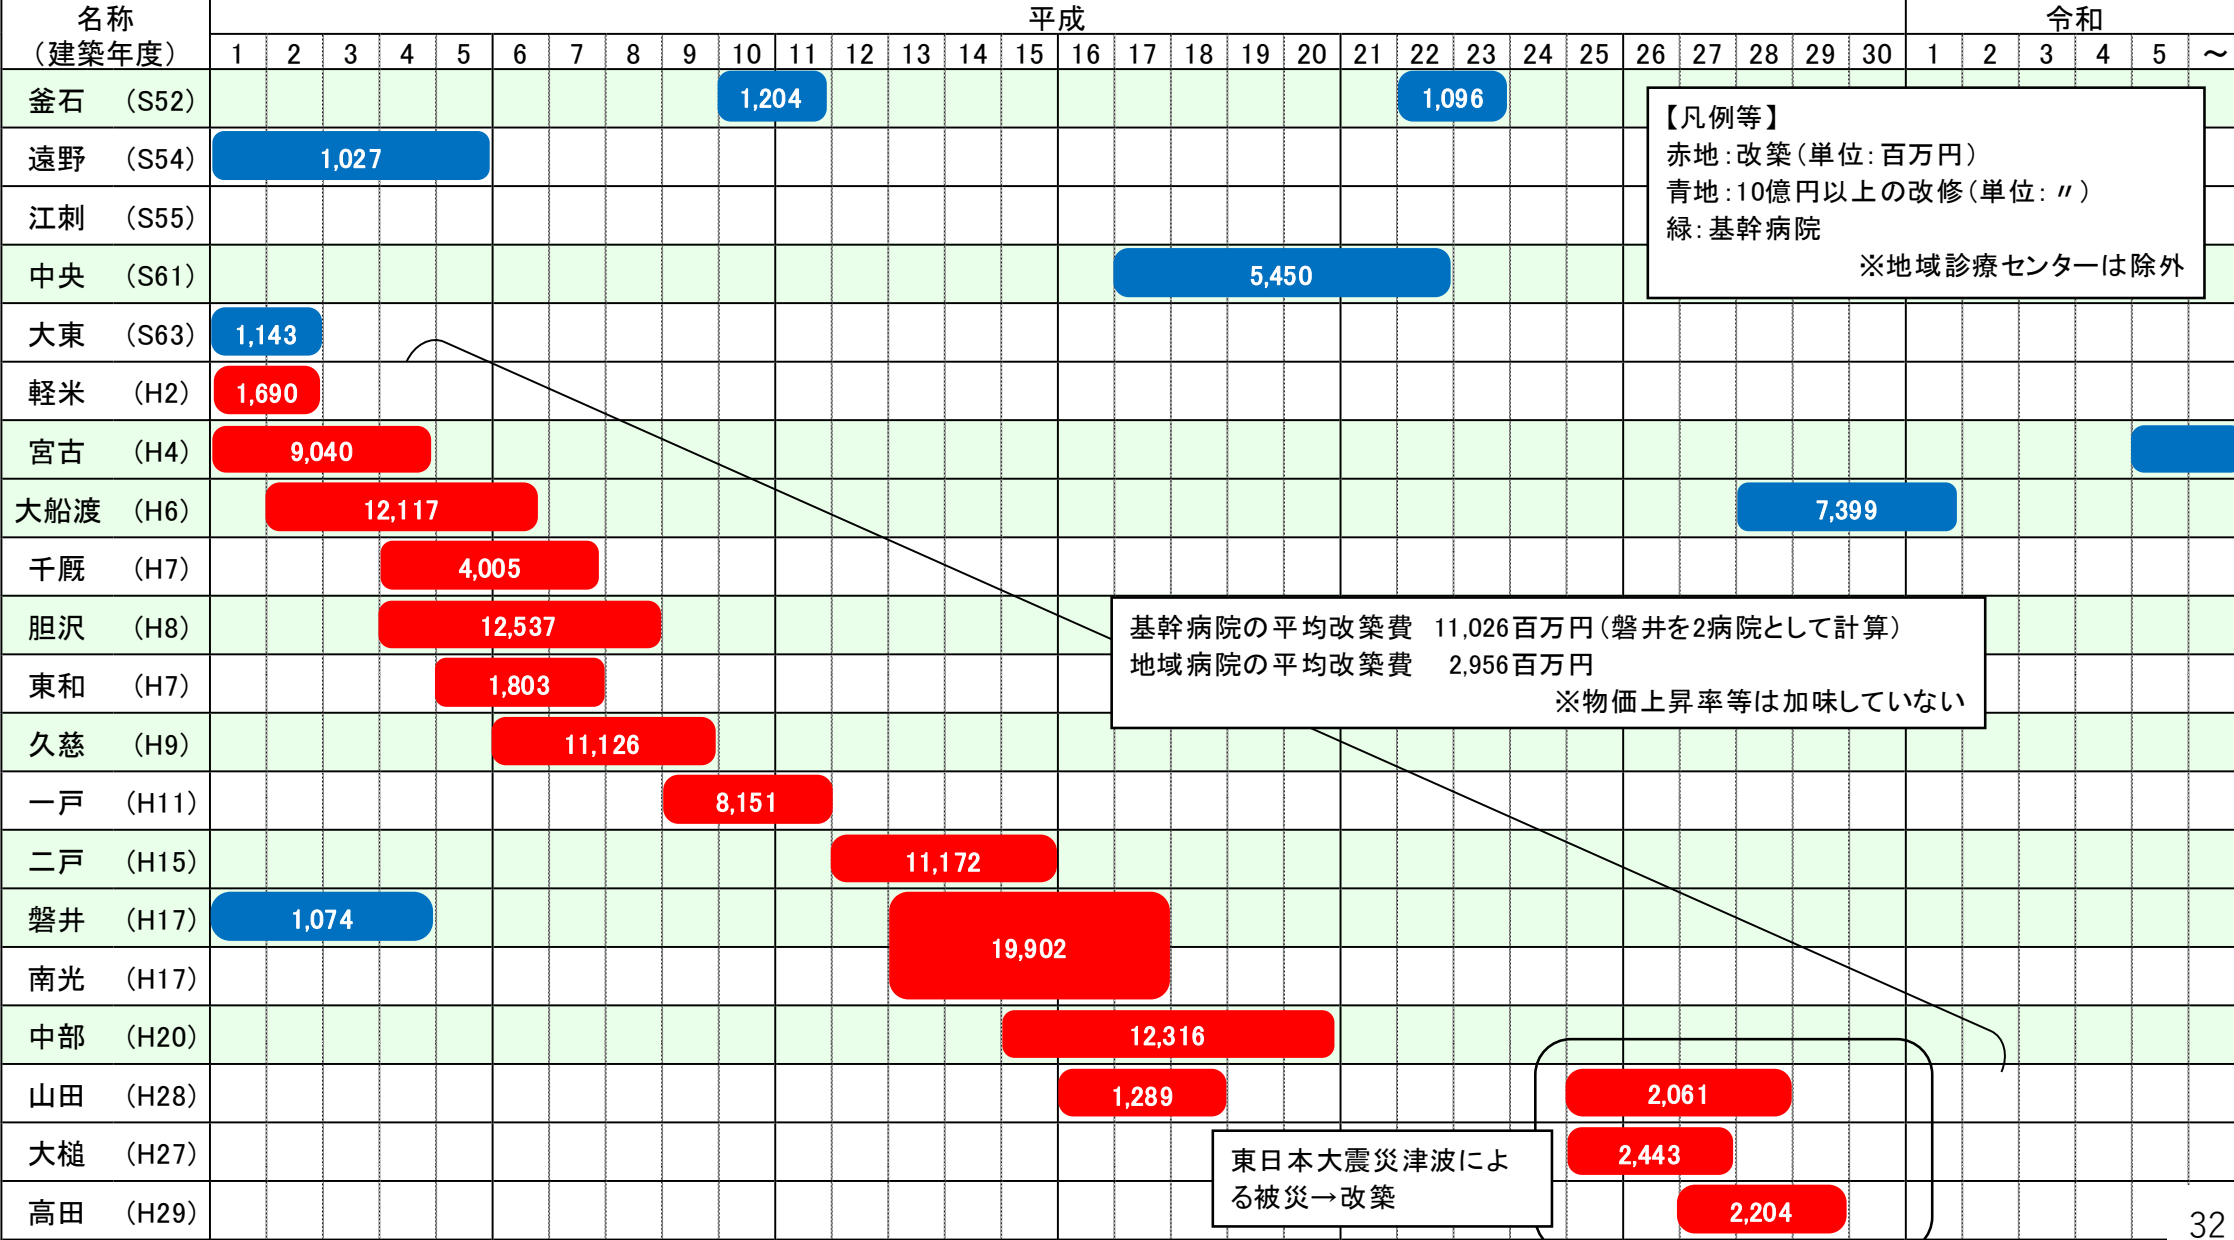 名称 平成 令和
（建築年度） 1 2 3 4 5 6 7 8 9 10 11 12 13 14 15 16 17 18 19 20 21 22 23 24 25 26 27 28 29 30 1 2 3 4 5 ～
釜石 （S52） 1,204 1,096
【凡例等】
赤地：改築（単位：百万円）
青地：10億円以上の改修（単位：〃）
緑：基幹病院
※地域診療センターは除外
遠野 （S54） 1,027
江刺 （S55）
中央 （S61） 5,450
大東 （S63） 1,143
軽米 （H2） 1,690
宮古 （H4） 9,040
大船渡 （H6） 12,117 7,399
千厩 （H7） 4,005
胆沢 （H8） 12,537
基幹病院の平均改築費 11,026百万円（磐井を2病院として計算）
地域病院の平均改築費 2,956百万円
※物価上昇率等は加味していない
東和 （H7） 1,803
久慈 （H9） 11,126
一戸 （H11） 8,151
二戸 （H15） 11,172
磐井 （H17） 1,074
19,902
南光 （H17）
中部 （H20） 12,316
山田 （H28） 1,289 2,061
大槌 （H27） 2,443
東日本大震災津波によ
る被災→改築
高田 （H29） 2,204
32